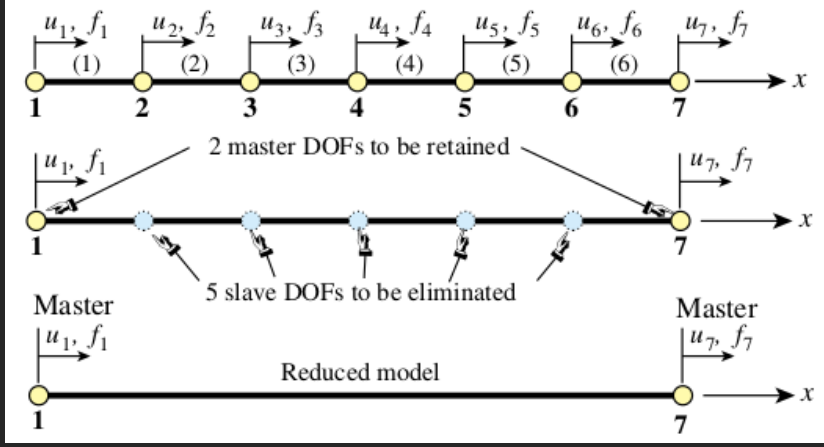 u1, f1 u2, f2 u3, f3 u4, f4 u5, f5 u6, f6 u7, f7
(1) (2) (3) (4) (5) (6)
x
1 2 3 4 5 6 7
2 master DOFs to be retained
u1, f1 u7, f7
x
1 7
5 slave DOFs to be eliminated
Master Master
u1, f1 u7, f7
Reduced model
x
1 7